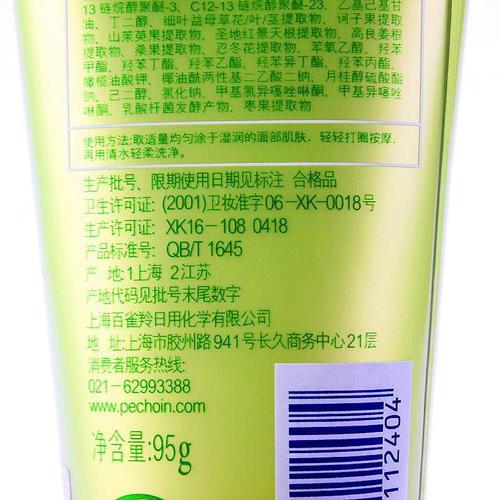 13 链烷醇聚醚-3、C12-13 链烷醇聚醚-23、乙基己基甘
油、丁二醇、细叶益母草花/叶/茎提取物、诃子果提取
物、山茱萸果提取物、圣地红景天根提取物、高良姜根
提取物、桑果提取物、忍冬花提取物、苯氧乙醇、羟苯
甲酯、羟苯丁酯、羟苯乙酯、羟苯异丁酯、羟苯丙酯、
橄榄油酸钾、椰油酰两性基二乙酸二钠、月桂醇硫酸酯
钠、己二醇、氢化钠、甲基氯异噻唑啉酮、甲基异噻唑
啉酮、乳酸杆菌发酵产物、枣果提取物
使用方法:取适量均匀涂于湿润的面部肌肤,轻轻打圈按摩,
再用清水轻柔洗净。
生产批号、限期使用日期见标注 合格品
卫生许可证: (2001)卫妆准字06-XK-0018号
生产许可证: XK16-108 0418
产品标准号: QB/T 1645
产 地:1上海 2江苏
产地代码见批号末尾数字
上海百雀羚日用化学有限公司
地 址:上海市胶州路941号长久商务中心21层
消费者服务热线:
021-62993388
www.pechoin.com
净含量:95g
112404